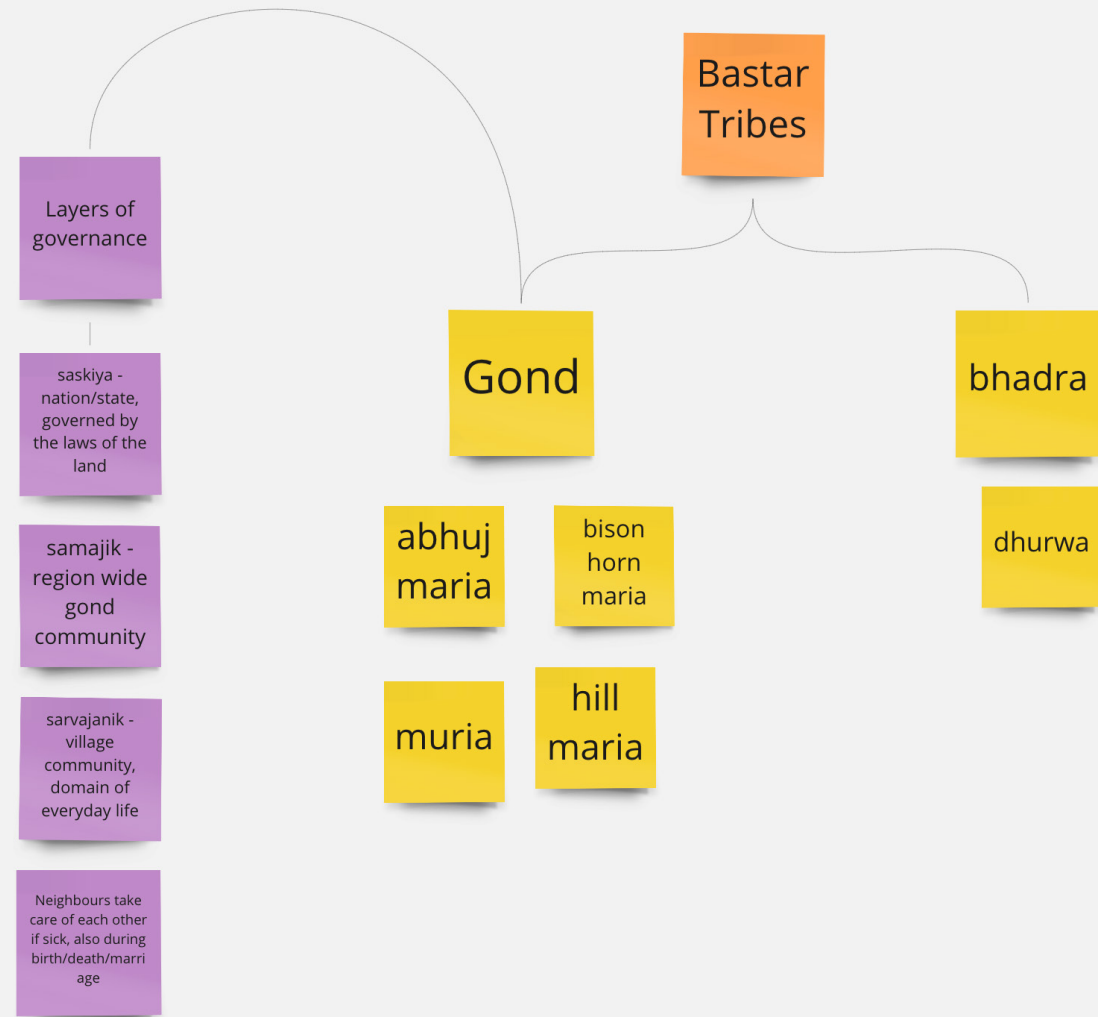 Bastar
Tribes
Layers of
governance
saskiya -
nation/state,
governed by
the laws of the
land
samajik -
region wide
gond
community
sarvajanik -
village
community,
domain of
everyday life
Neighbours take
care of each other
if sick, also during
birth/death/marri
age
Gond
abhuj
maria
bison
horn
maria
muria
hill
maria
bhadra
dhurwa